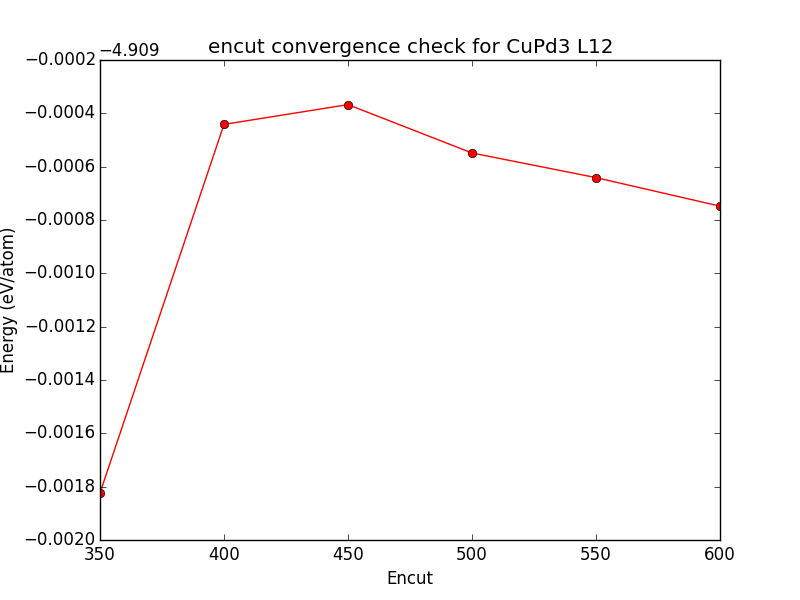 encut convergence check for CuPd3 L12
−4.909
−0.0002
−0.0004
−0.0006
−0.0008
−0.0010
−0.0012
−0.0014
−0.0016
−0.0018
−0.0020
Energy (eV/atom)
350 400 450 500 550 600
Encut